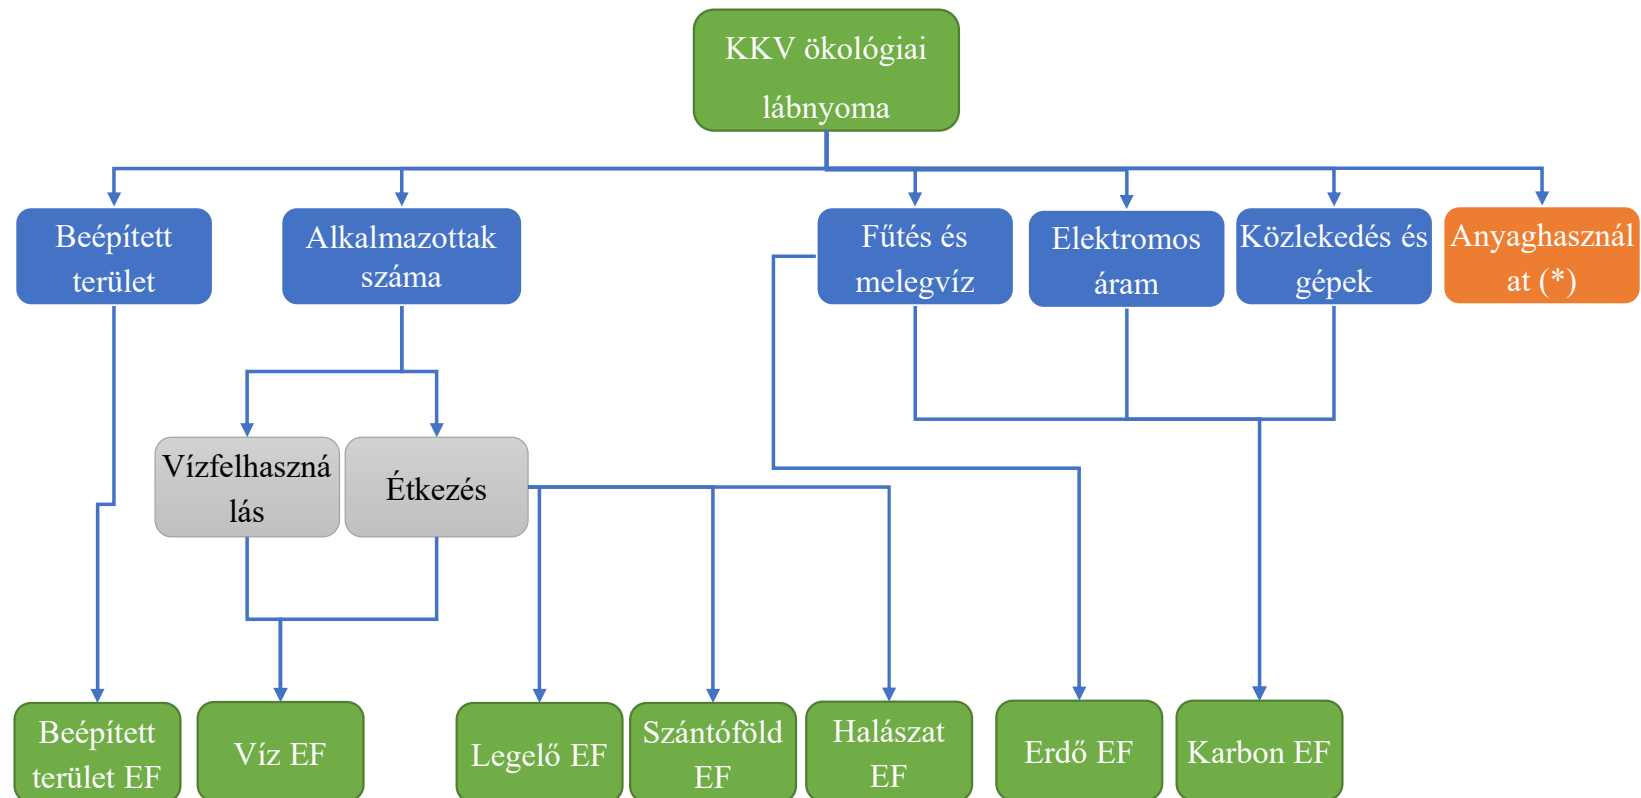 KKV ökológiai
lábnyoma
Beépített
terület
Alkalmazottak
száma
Fűtés és
melegvíz
Elektromos
áram
Közlekedés és
gépek
Anyaghasznál
at (*)
Vízfelhaszná
lás
Étkezés
Beépített
terület EF
Víz EF
Legelő EF
Szántóföld
EF
Halászat
EF
Erdő EF
Karbon EF